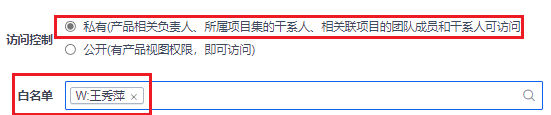 访问控制
私有(产品相关负责人、所属项目集的干系人、相关联项目的团队成员和干系人可访问
公开(有产品视图权限，即可访问)
白名单 W:王秀萍 ×